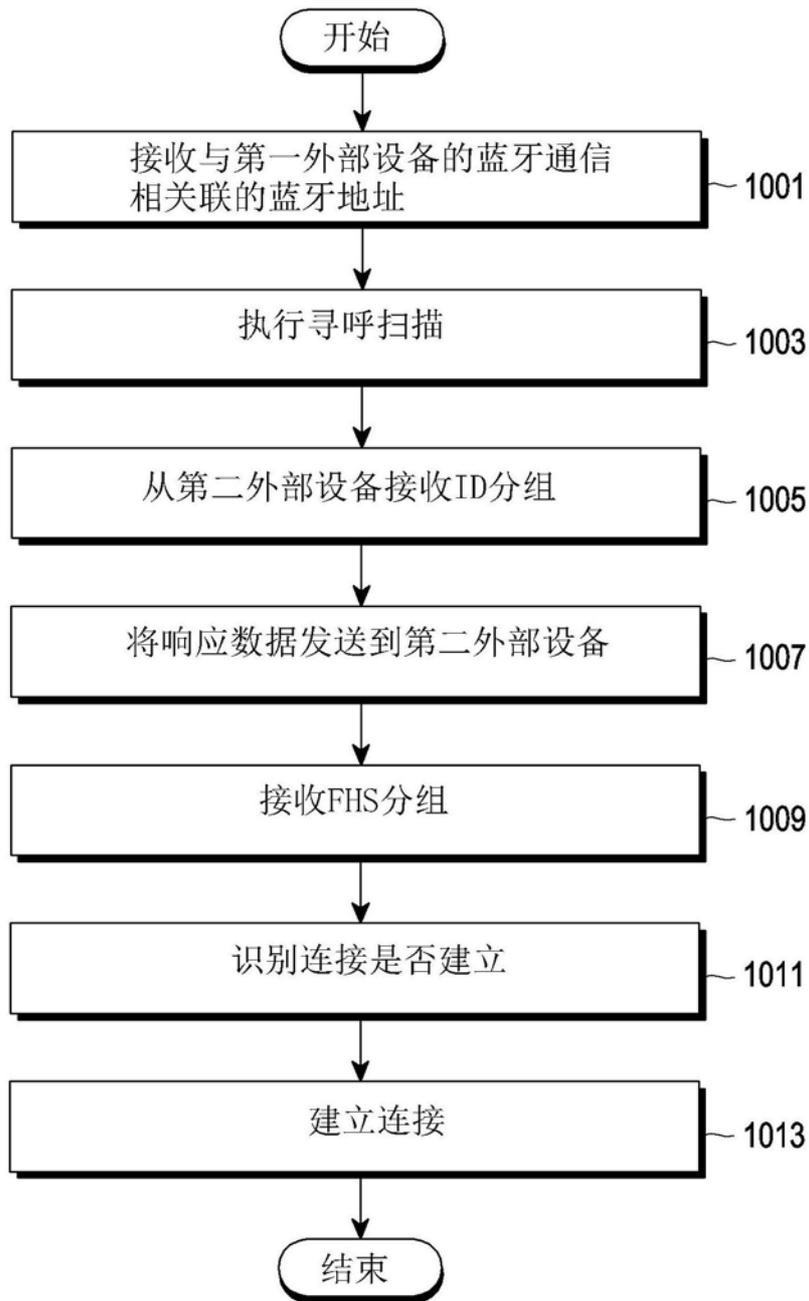 开始
接收与第一外部设备的蓝牙通信
相关联的蓝牙地址
1001
执行寻呼扫描
1003
从第二外部设备接收ID分组
1005
将响应数据发送到第二外部设备
1007
接收FHS分组
1009
识别连接是否建立
1011
建立连接
1013
结束